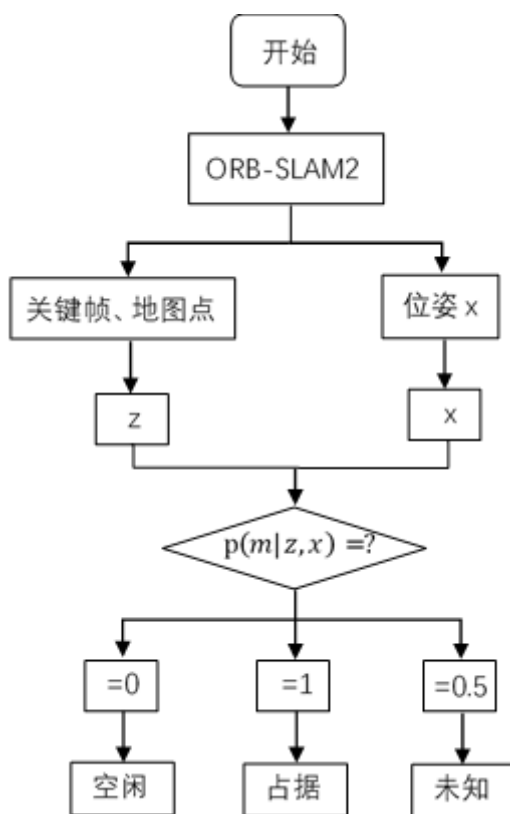 开始
ORB-SLAM2
关键帧、地图点
位姿 x
z
x
p(m|z,x) =?
=0
=1
=0.5
空闲
占据
未知